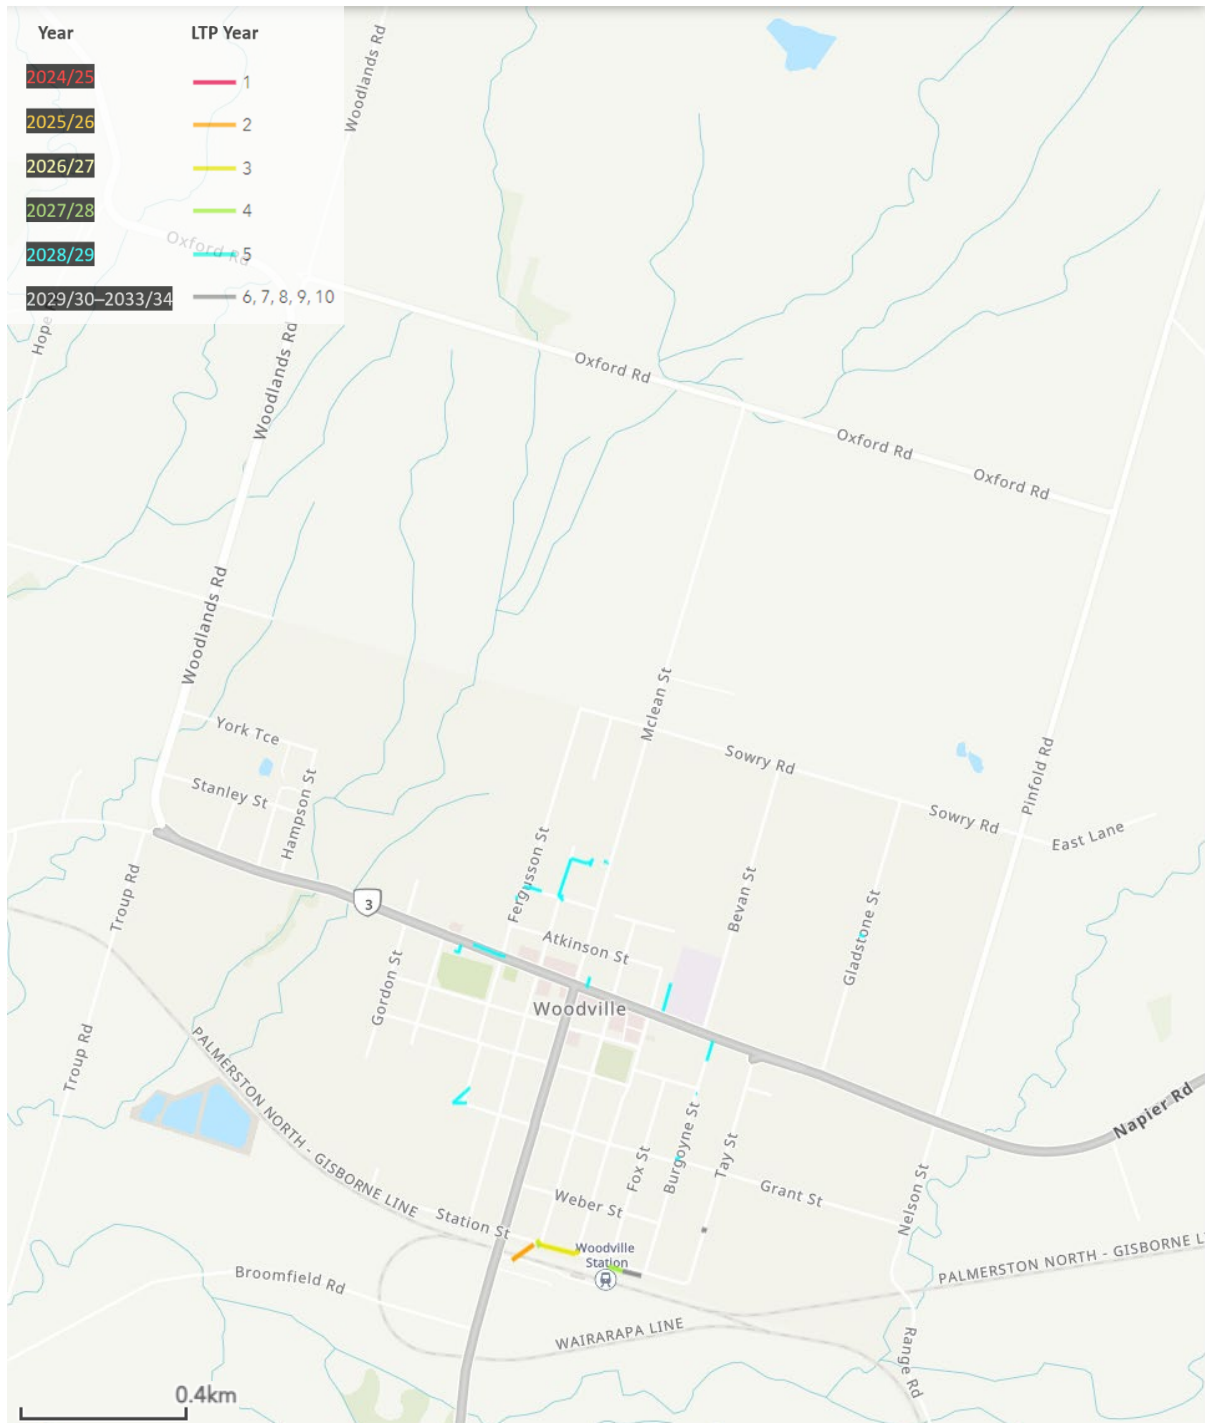 Year LTP Year
2024/25 1
2025/26 2
2026/27 3
2027/28 4
2028/29 5
2029/30–2033/34 6, 7, 8, 9, 10
Woodlands Rd
Oxford Rd
Hope
Woodlands Rd
Oxford Rd
Oxford Rd
Oxford Rd
Woodlands Rd
Mclean St
York Tce
Sowry Rd
Pinfold Rd
Stanley St
Hampson St
Sowry Rd
East Lane
Fergusson St
Troup Rd
3
Bevan St
Gladstone St
Atkinson St
Gordon St
Woodville
Troup Rd
PALMERSTON NORTH - GISBORNE LINE
Napier Rd
Burgoyne St
Tay St
Fox St
Grant St
Nelson St
Weber St
Station St
Woodville
Station
PALMERSTON NORTH - GISBORNE L
Broomfield Rd
WAIRARAPA LINE
Range Rd
0.4km